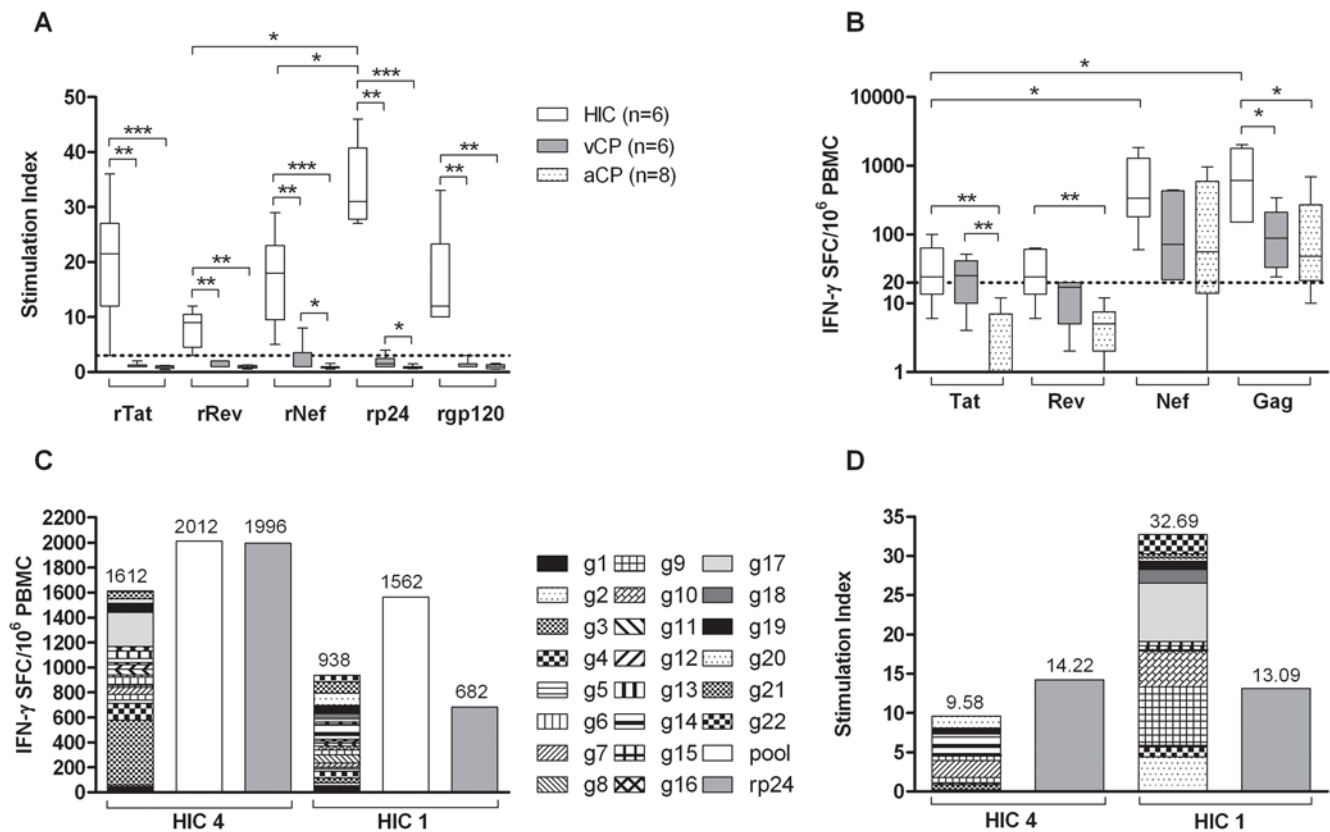 A
B
*
*
***
**
***
**
**
**
***
**
*
*
**
**
Stimulation Index
50
40
30
20
10
0
rTat
rRev
rNef
rp24
rgp120
HIC (n=6)
vCP (n=6)
aCP (n=8)
*
*
*
*
**
**
**
IFN-γ SFC/10⁶ PBMC
10000
1000
100
20
10
1
Tat
Rev
Nef
Gag
C
D
IFN-γ SFC/10⁶ PBMC
2200
2000
1800
1600
1400
1200
1000
800
600
400
200
0
1612
2012
1996
938
1562
682
HIC 4
HIC 1
g1
g2
g3
g4
g5
g6
g7
g8
g9
g10
g11
g12
g13
g14
g15
g16
g17
g18
g19
g20
g21
g22
pool
rp24
Stimulation Index
35
30
25
20
15
10
5
0
9.58
14.22
32.69
13.09
HIC 4
HIC 1